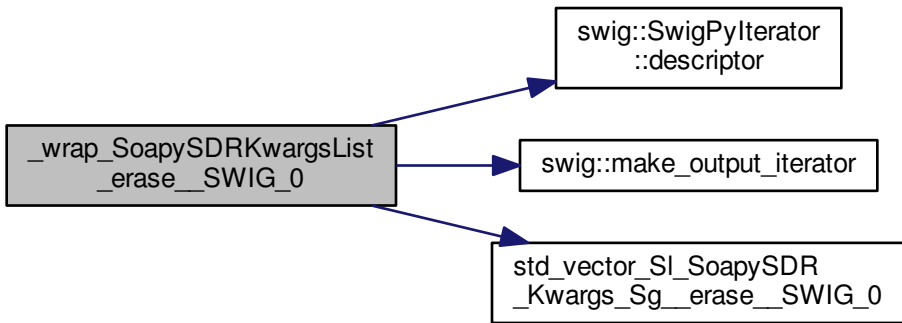 _wrap_SoapySDRKwargsList
_erase__SWIG_0
swig::SwigPyIterator
::descriptor
swig::make_output_iterator
std_vector_Sl_SoapySDR
_Kwargs_Sg__erase__SWIG_0